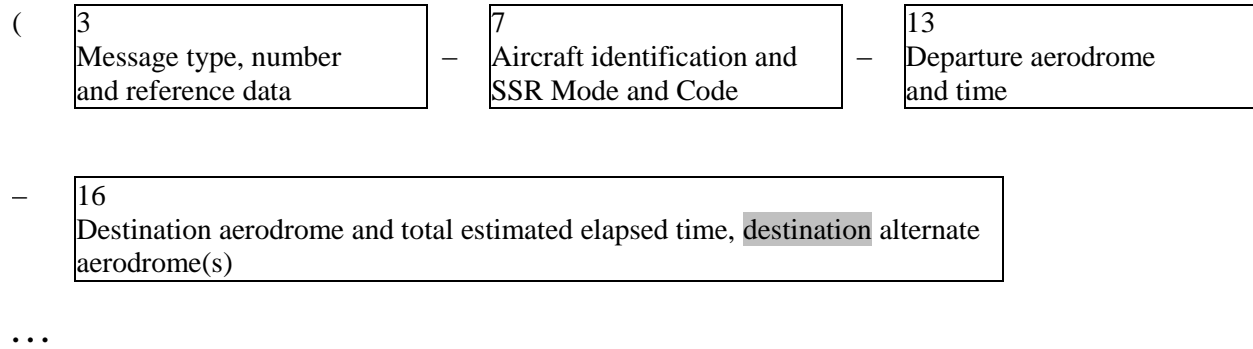 ( 3 7 13
Message type, number – Aircraft identification and – Departure aerodrome
and reference data SSR Mode and Code and time
– 16
Destination aerodrome and total estimated elapsed time, destination alternate
aerodrome(s)
...